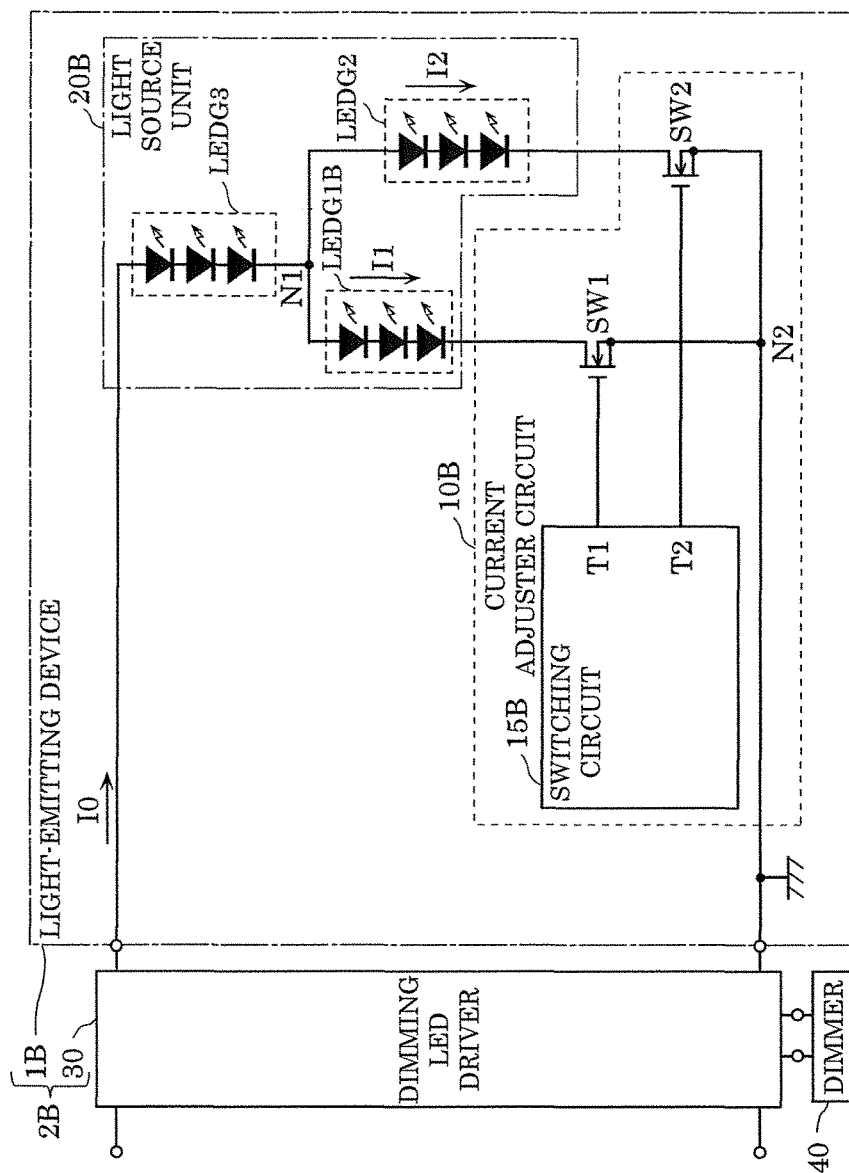 2B
1B
30
LIGHT-EMITTING DEVICE
I0
20B
LIGHT
SOURCE
UNIT
LEDG3
N1
LEDG1B
I1
LEDG2
I2
10B
CURRENT
ADJUSTER CIRCUIT
15B
SWITCHING
CIRCUIT
T1
T2
SW1
SW2
N2
DIMMING
LED
DRIVER
40
DIMMER